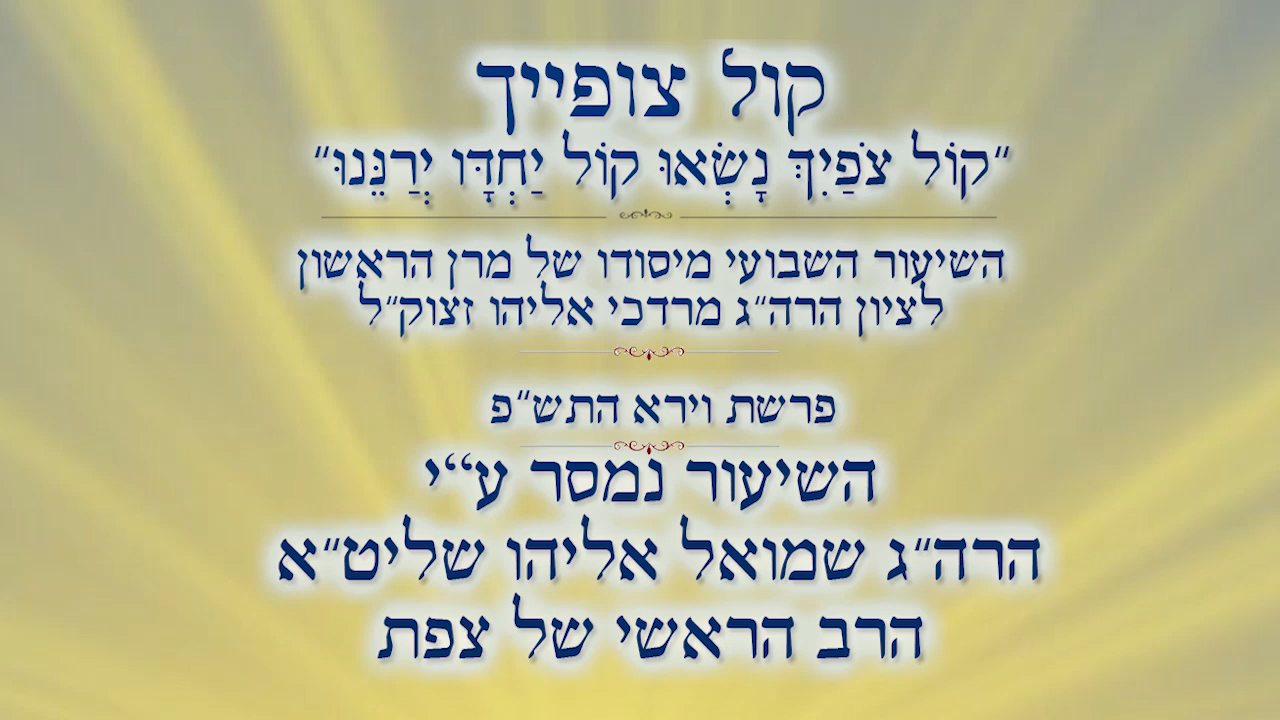 קול צופייך
"קוֹל צֹפַיִךְ נָשְׂאוּ קוֹל יַחְדָּו יְרַנֵּנוּ"
השיעור השבועי מיסודו של מרן הראשון
לציון הרה"ג מרדכי אליהו זצוק"ל
פרשת וירא התש"פ
השיעור נמסר ע"י
הרה"ג שמואל אליהו שליט"א
הרב הראשי של צפת